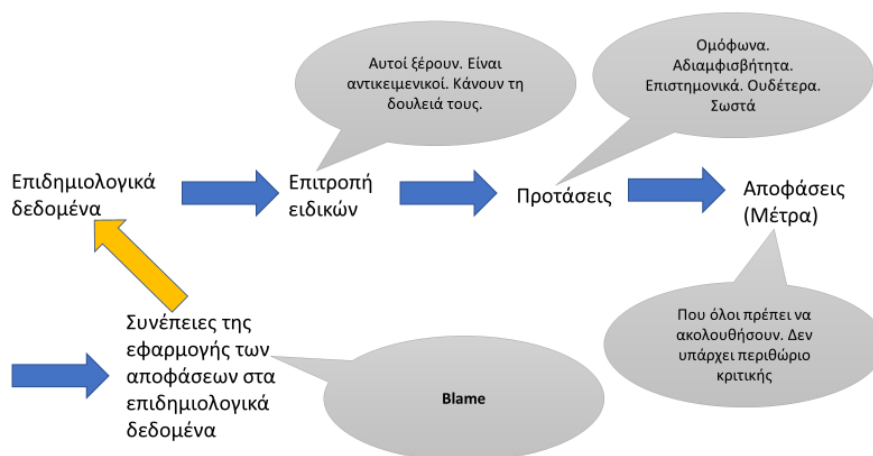 Αυτοί ξέρουν. Είναι
αντικειμενικοί. Κάνουν τη
δουλειά τους.
Ομόφωνα.
Αδιαμφισβήτητα.
Επιστημονικά. Ουδέτερα.
Σωστά
Επιδημιολογικά
δεδομένα
Επιτροπή
ειδικών
Προτάσεις
Αποφάσεις
(Μέτρα)
Συνέπειες της
εφαρμογής των
αποφάσεων στα
επιδημιολογικά
δεδομένα
Blame
Που όλοι πρέπει να
ακολουθήσουν. Δεν
υπάρχει περιθώριο
κριτικής